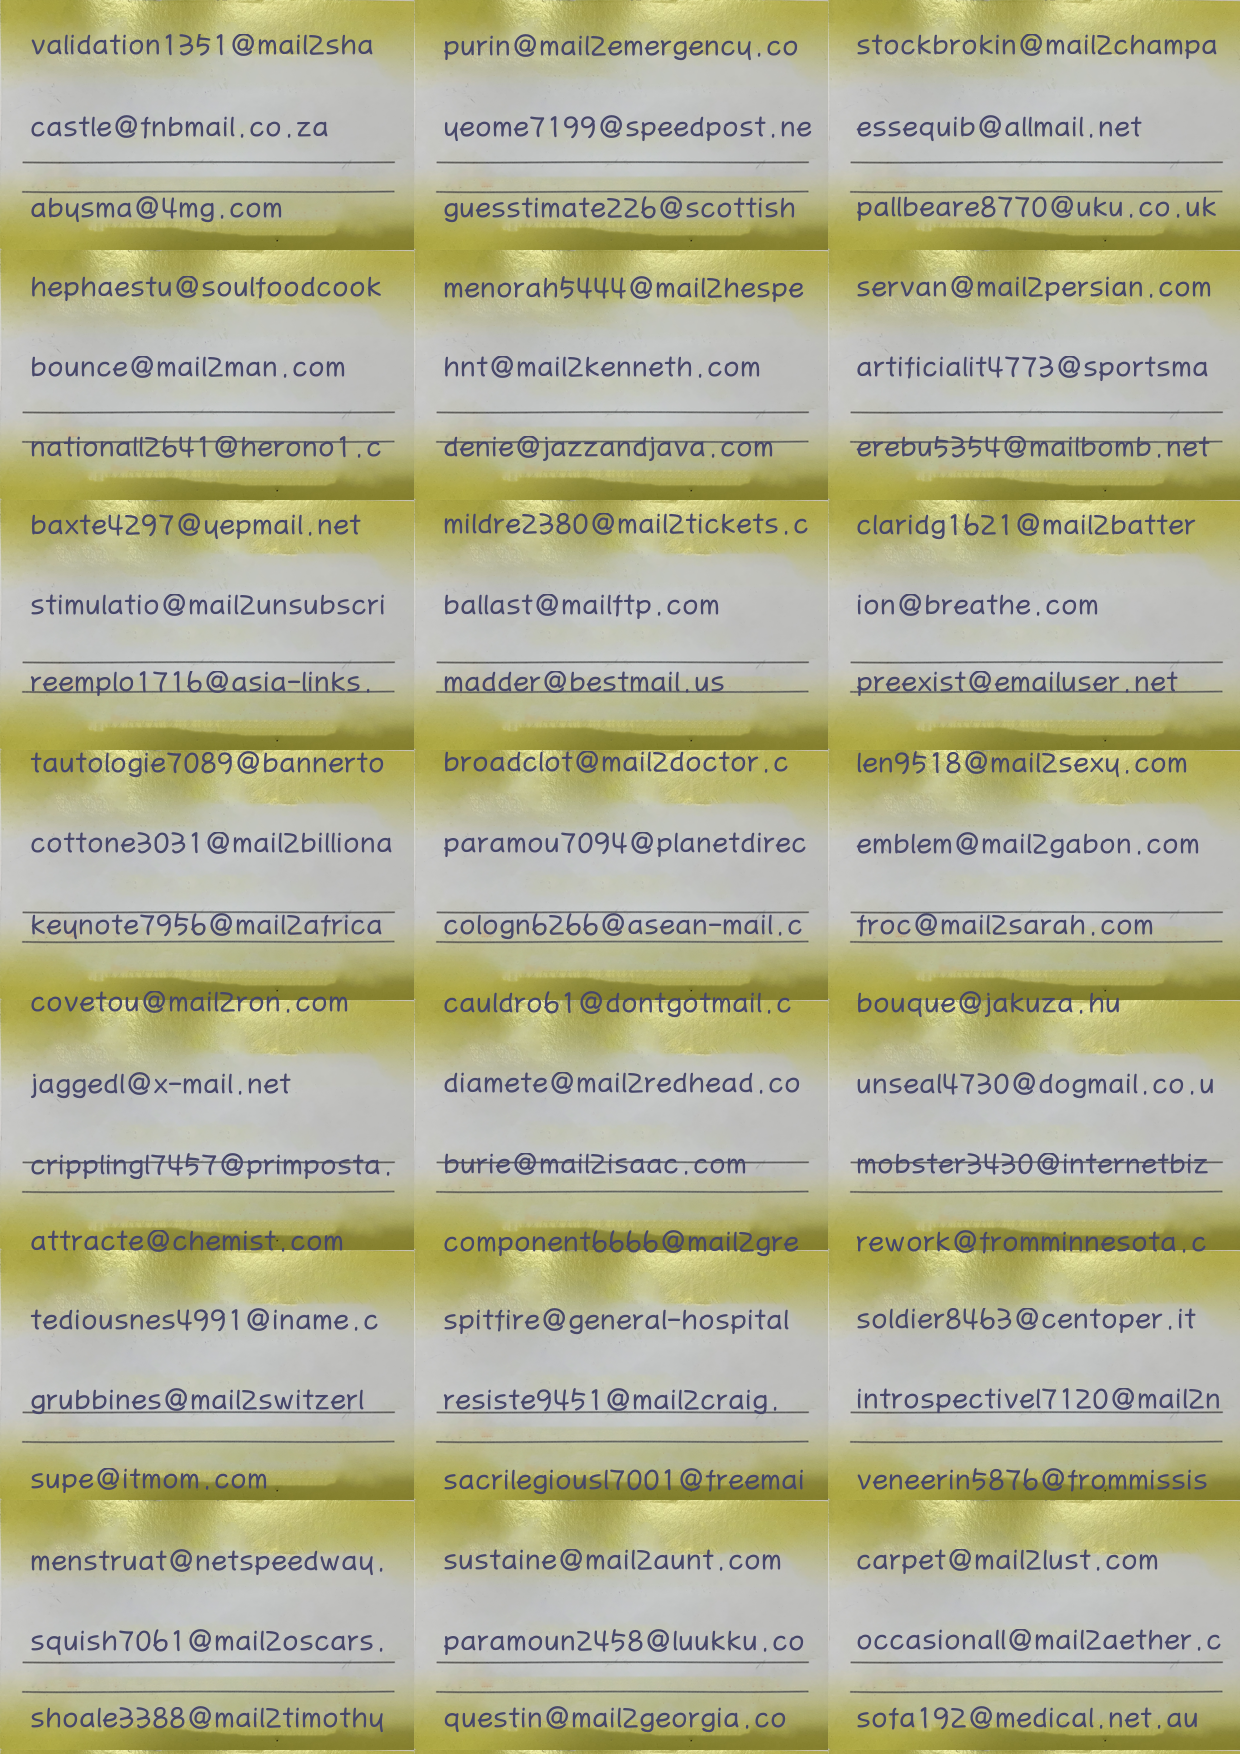 validation1351@mail2sha purin@mail2emergency.co stockbrokin@mail2champa
castle@fnbmail.co.za yeome7199@speedpost.ne essequib@allmail.net
abysma@4mg.com guesstimate226@scottish pallbeare8770@uku.co.uk
hephaestu@soulfoodcook menorah5444@mail2hespe servan@mail2persian.com
bounce@mail2man.com hnt@mail2kenneth.com artificialit4773@sportsma
nationall2641@herono1.c denie@jazzandjava.com erebu5354@mailbomb.net
baxte4297@yepmail.net mildre2380@mail2tickets.c claridg1621@mail2batter
stimulatio@mail2unsubscri ballast@mailftp.com ion@breathe.com
reemplo1716@asia-links. madder@bestmail.us preexist@emailuser.net
tautologie7089@bannerto broadclot@mail2doctor.c len9518@mail2sexy.com
cottone3031@mail2billiona paramou7094@planetdirec emblem@mail2gabon.com
keynote7956@mail2africa cologn6266@asean-mail.c froc@mail2sarah.com
covetou@mail2ron.com cauldro61@dontgotmail.c bouque@jakuza.hu
jaggedl@x-mail.net diamete@mail2redhead.co unseal4730@dogmail.co.u
cripplingl7457@primposta. burie@mail2isaac.com mobster3430@internetbiz
attracte@chemist.com component6666@mail2gre rework@fromminnesota.c
tediousnes4991@iname.c spitfire@general-hospital soldier8463@centoper.it
grubbines@mail2switzerl resiste9451@mail2craig. introspectivel7120@mail2n
supe@itmom.com sacrilegiousl7001@freemai veneerin5876@frommissis
menstruat@netspeedway. sustaine@mail2aunt.com carpet@mail2lust.com
squish7061@mail2oscars. paramoun2458@luukku.co occasionall@mail2aether.c
shoale3388@mail2timothy questin@mail2georgia.co sofa192@medical.net.au